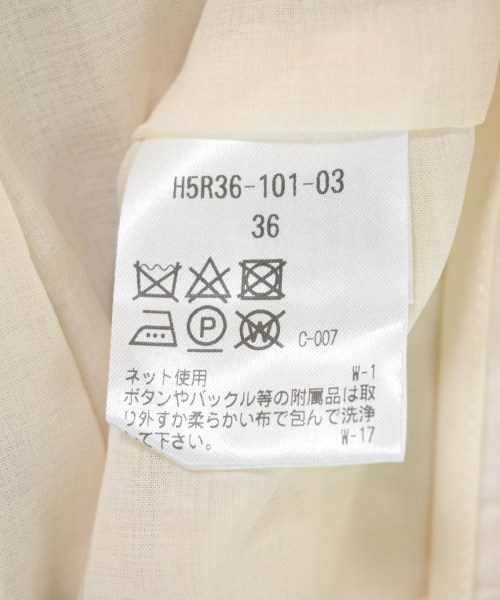 H5R36-101-03
36
P W C-007
ネット使用 W-1
ボタンやバックル等の附属品は取
り外すか柔らかい布で包んで洗浄
して下さい。 W-17